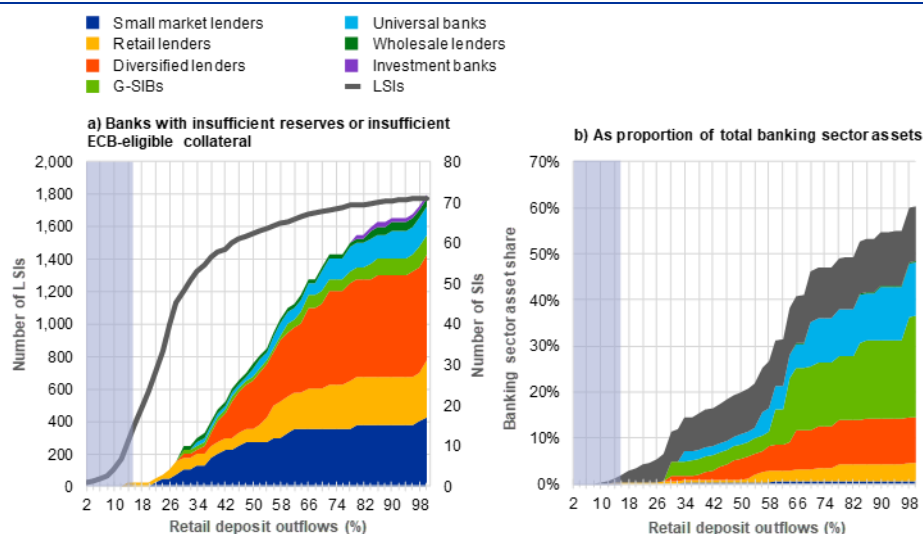 Small market lenders
Retail lenders
Diversified lenders
G-SIBs
Universal banks
Wholesale lenders
Investment banks
LSIs
a) Banks with insufficient reserves or insufficient
ECB-eligible collateral
2,000
1,800
1,600
1,400
1,200
1,000
800
600
400
200
0
Number of LSIs
80
70
60
50
40
30
20
10
0
Number of SIs
2 10 18 26 34 42 50 58 66 74 82 90 98
Retail deposit outflows (%)
b) As proportion of total banking sector assets
70%
60%
50%
40%
30%
20%
10%
0%
Banking sector asset share
2 10 18 26 34 42 50 58 66 74 82 90 98
Retail deposit outflows (%)